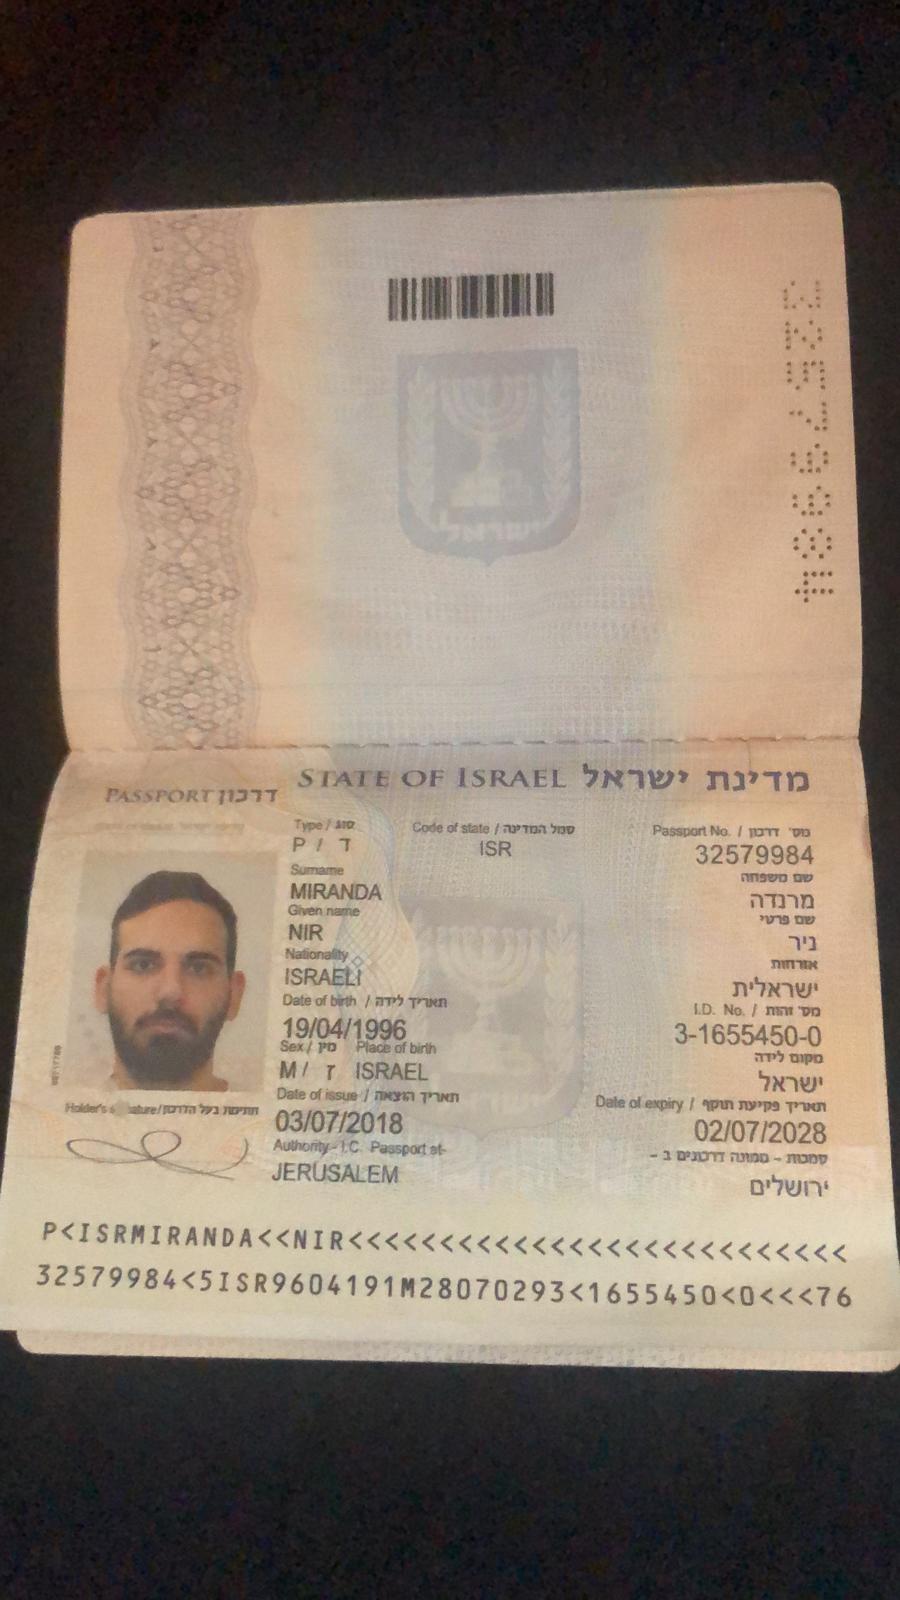 ישראל
32579984
STATE OF ISRAEL מדינת ישראל
PASSPORT דרכון
Type / סוג
P / ד
Code of state / סמל המדינה
ISR
Passport No. / מס' דרכון
32579984
Surname
שם משפחה
MIRANDA
מרנדה
Given name
שם פרטי
NIR
ניר
Nationality
אזרחות
ISRAELI
ישראלית
Date of birth / תאריך לידה
19/04/1996
I.D. No. / מס' זהות
3-1655450-0
Sex / מין Place of birth
מקום לידה
M / ז ISRAEL
ישראל
Date of issue / תאריך הוצאה
03/07/2018
Date of expiry / תאריך פקיעת תוקף
02/07/2028
Authority - I.C. Passport at-
סמכות - ממונה דרכונים ב -
JERUSALEM
ירושלים
Holder's / חתימת בעל הדרכון
P<ISRMIRANDA<<NIR<<<<<<<<<<<<<<<<<<<<<<<<<<<
32579984<5ISR9604191M28070293<1655450<0<<<76